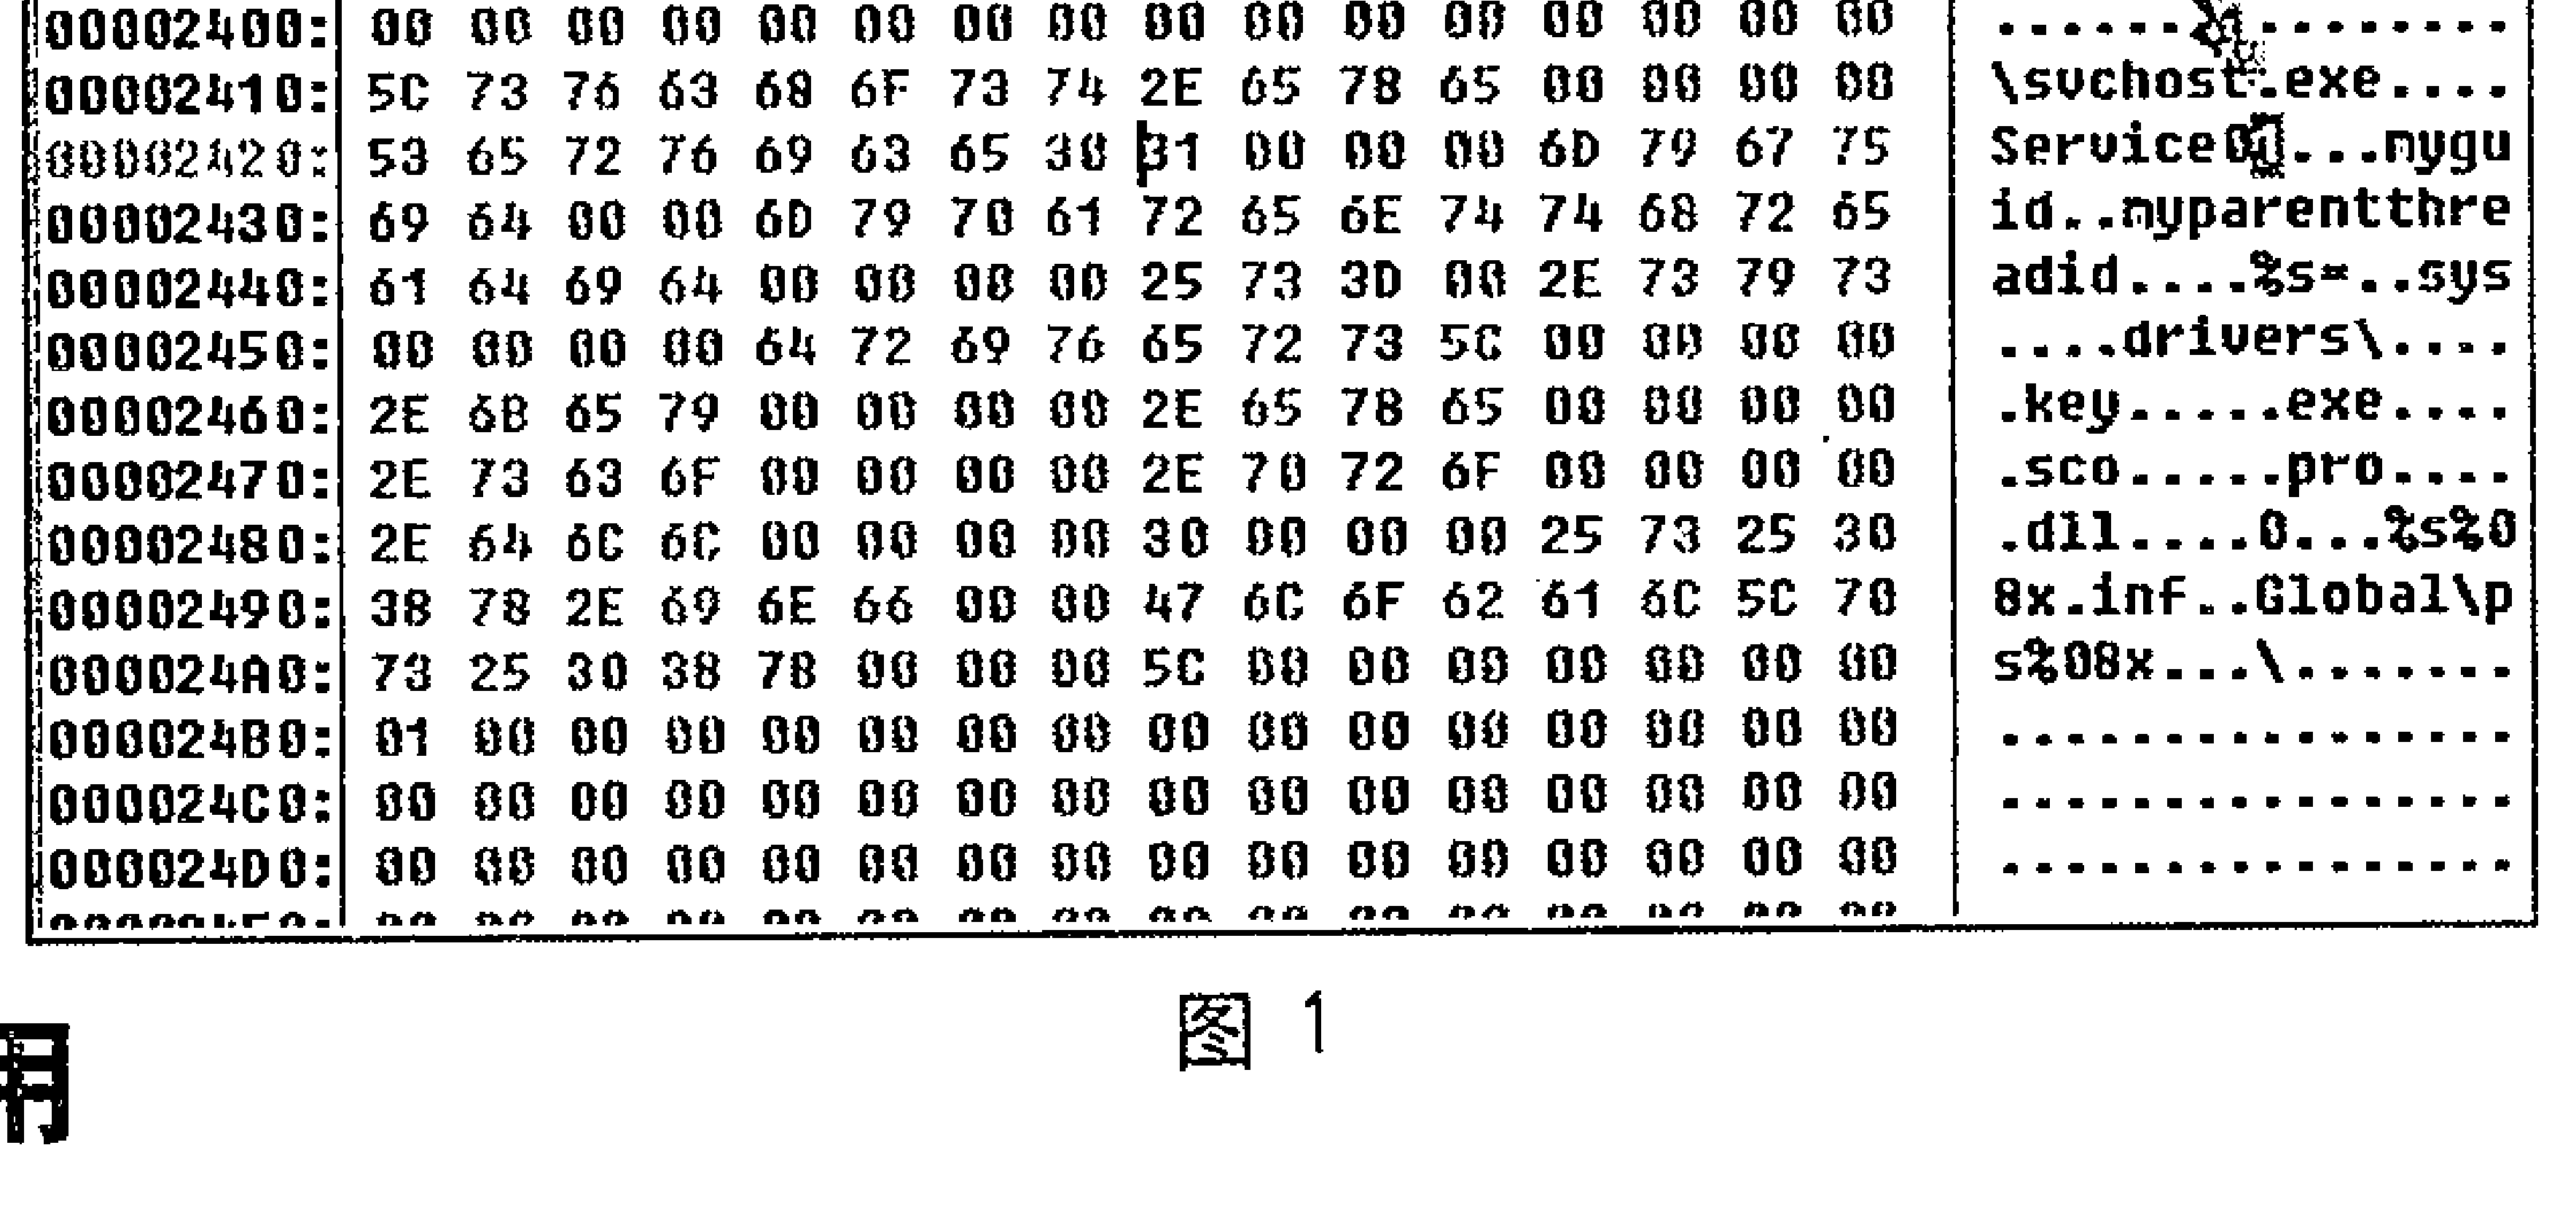 00002400: 00 00 00 00 00 00 00 00 00 00 00 00 00 00 00 00 ................
00002410: 5C 73 76 63 68 6F 73 74 2E 65 78 65 00 00 00 00 \svchost.exe....
00002420: 53 65 72 76 69 63 65 30 31 00 00 00 6D 79 67 75 Service01...mygu
00002430: 69 64 00 00 6D 79 70 61 72 65 6E 74 74 68 72 65 id..myparentthre
00002440: 61 64 69 64 00 00 00 00 25 73 3D 00 2E 73 79 73 adid....%s=..sys
00002450: 00 00 00 00 64 72 69 76 65 72 73 5C 00 00 00 00 ....drivers\....
00002460: 2E 6B 65 79 00 00 00 00 2E 65 78 65 00 00 00 00 .key.....exe....
00002470: 2E 73 63 6F 00 00 00 00 2E 70 72 6F 00 00 00 00 .sco.....pro....
00002480: 2E 64 6C 6C 00 00 00 00 30 00 00 00 25 73 25 30 .dll....0...%s%0
00002490: 38 78 2E 69 6E 66 00 00 47 6C 6F 62 61 6C 5C 70 8x.inf..Global\p
000024A0: 73 25 30 38 78 00 00 00 5C 00 00 00 00 00 00 00 s%08x...\.......
000024B0: 01 00 00 00 00 00 00 00 00 00 00 00 00 00 00 00 ................
000024C0: 00 00 00 00 00 00 00 00 00 00 00 00 00 00 00 00 ................
000024D0: 00 00 00 00 00 00 00 00 00 00 00 00 00 00 00 00 ................
图 1